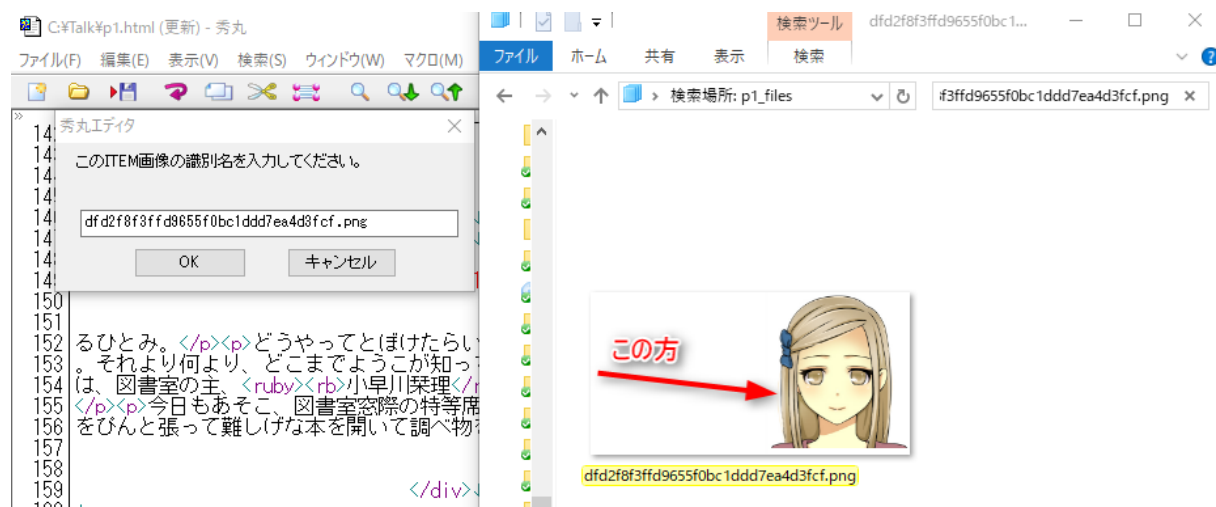 C:¥Talk¥p1.html (更新) - 秀丸
ファイル(F) 編集(E) 表示(V) 検索(S) ウィンドウ(W) マクロ(M)
秀丸エディタ
このITEM画像の識別名を入力してください。
dfd2f8f3ffd9655f0bc1ddd7ea4d3fcf.png
OK キャンセル
150
151
152 るひとみ。</p><p>どうやってとぼけたらい
153 。それより何より、どこまでようこが知っ
154 は、図書室の主、<ruby><rb>小早川栞理</
155 </p><p>今日もあそこ、図書室窓際の特等席
156 をぴんと張って難しげな本を開いて調べ物
157
158
159 </div>
検索ツール dfd2f8f3ffd9655f0bc1...
ファイル ホーム 共有 表示 検索
検索場所: p1_files
f3ffd9655f0bc1ddd7ea4d3fcf.png
この方
dfd2f8f3ffd9655f0bc1ddd7ea4d3fcf.png